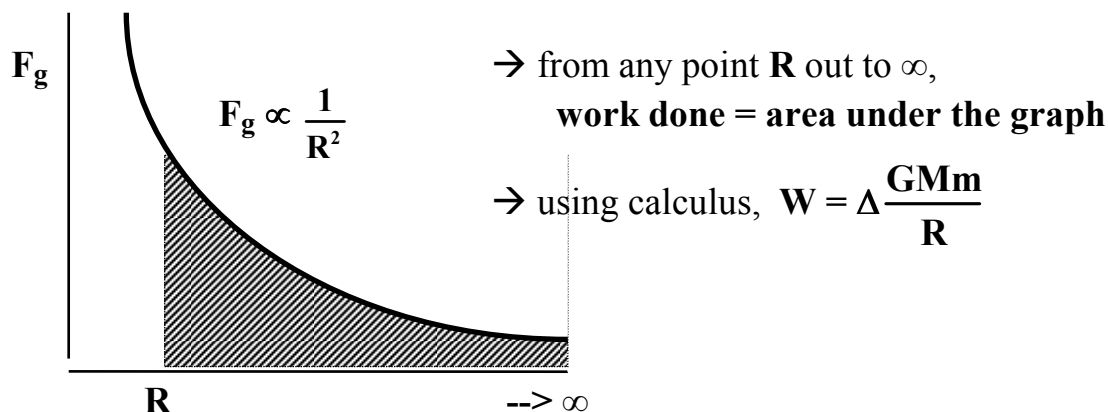 F_g
F_g ∝ 1/R²
→ from any point R out to ∞,
work done = area under the graph
→ using calculus, W = Δ GMm/R
R
--> ∞